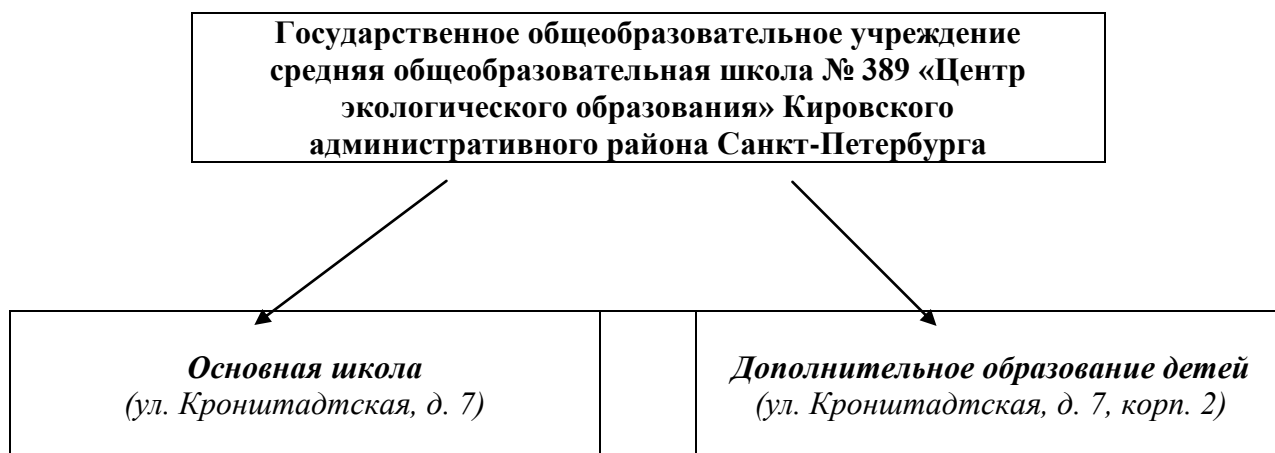 Государственное общеобразовательное учреждение
средняя общеобразовательная школа № 389 «Центр
экологического образования» Кировского
административного района Санкт-Петербурга
Основная школа
(ул. Кронштадтская, д. 7)
Дополнительное образование детей
(ул. Кронштадтская, д. 7, корп. 2)